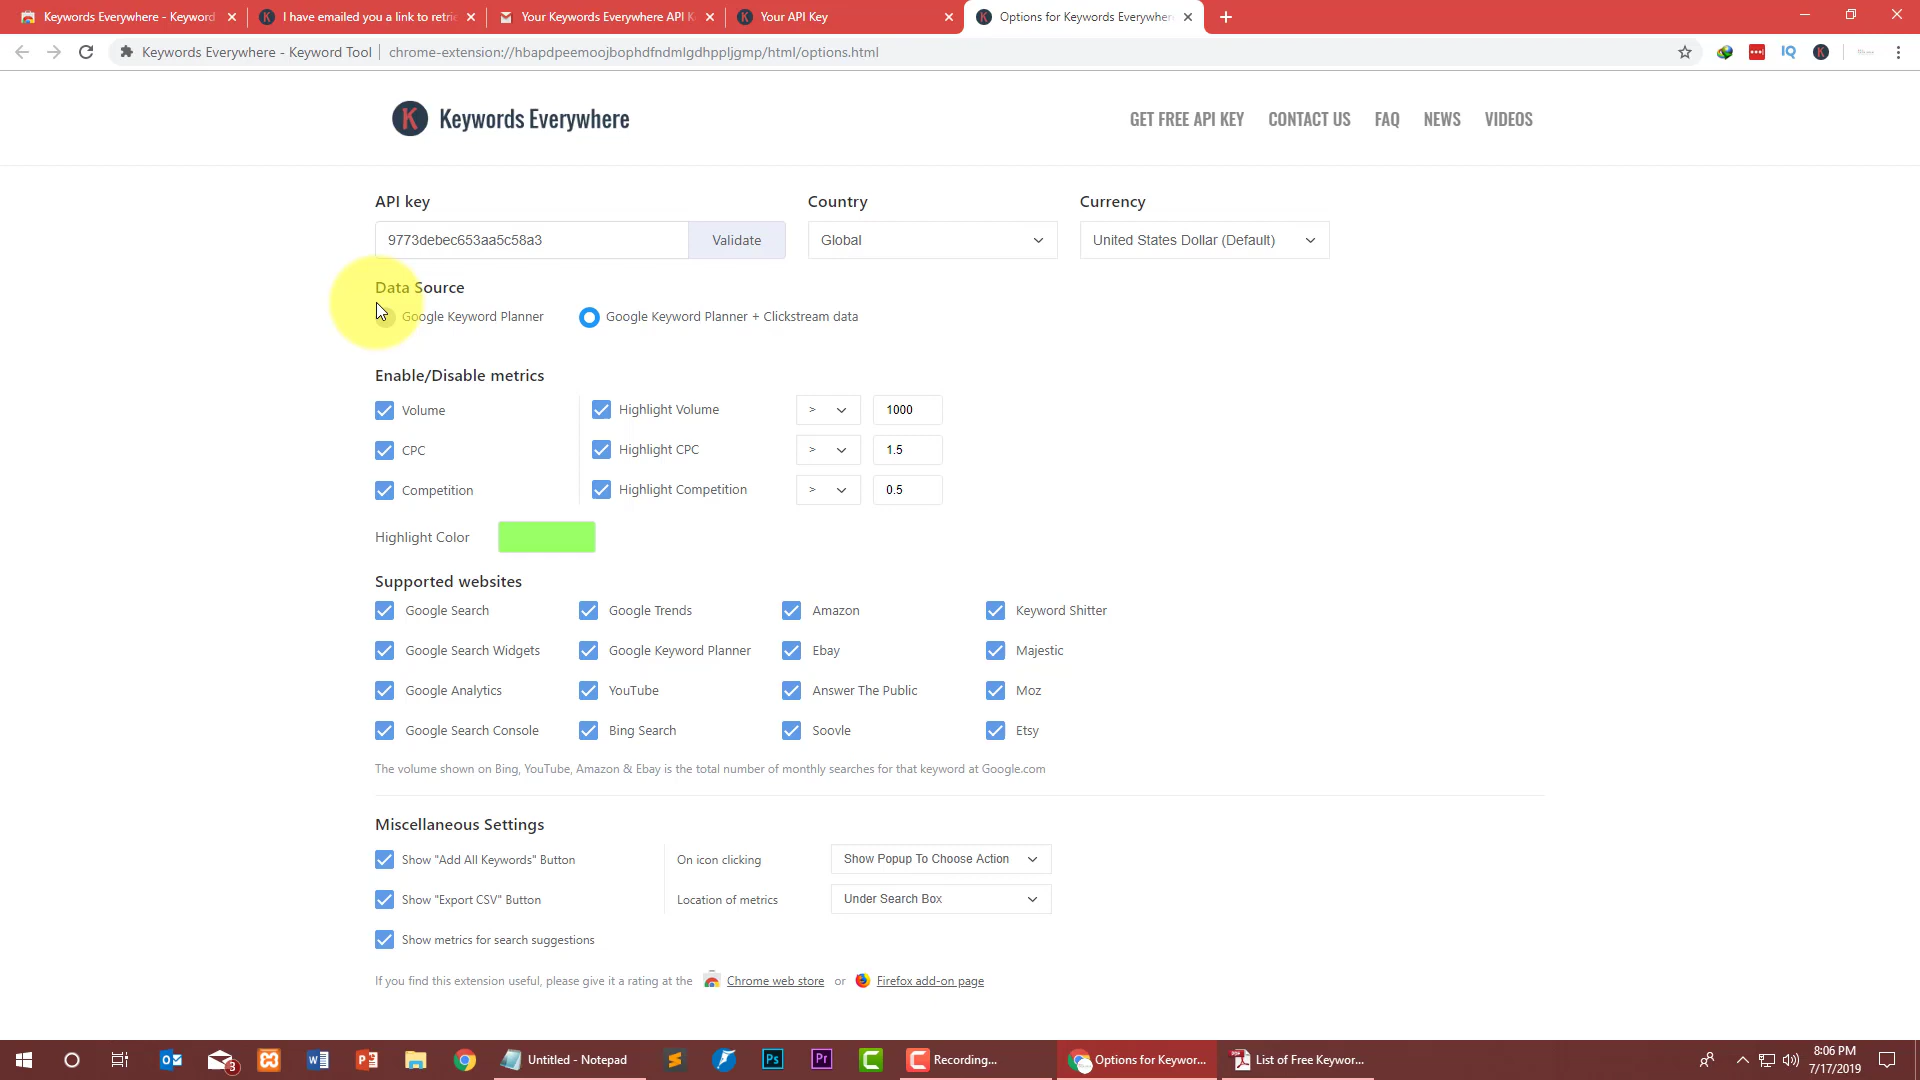 Keywords Everywhere - Keyword
I have emailed you a link to retrie
Your Keywords Everywhere API K
Your API Key
Options for Keywords Everywher
Keywords Everywhere - Keyword Tool
chrome-extension://hbapdpeemoojbophdfndmlgdhppljgmp/html/options.html
IQ
K
K Keywords Everywhere
GET FREE API KEY
CONTACT US
FAQ
NEWS
VIDEOS
API key
Country
Currency
9773debec653aa5c58a3
Validate
Global
United States Dollar (Default)
Data Source
Google Keyword Planner
Google Keyword Planner + Clickstream data
Enable/Disable metrics
Volume
Highlight Volume
>
1000
CPC
Highlight CPC
>
1.5
Competition
Highlight Competition
>
0.5
Highlight Color
Supported websites
Google Search
Google Trends
Amazon
Keyword Shitter
Google Search Widgets
Google Keyword Planner
Ebay
Majestic
Google Analytics
YouTube
Answer The Public
Moz
Google Search Console
Bing Search
Soovle
Etsy
The volume shown on Bing, YouTube, Amazon & Ebay is the total number of monthly searches for that keyword at Google.com
Miscellaneous Settings
Show "Add All Keywords" Button
On icon clicking
Show Popup To Choose Action
Show "Export CSV" Button
Location of metrics
Under Search Box
Show metrics for search suggestions
If you find this extension useful, please give it a rating at the Chrome web store or Firefox add-on page
3
Untitled - Notepad
Ps
Pr
Recording...
Options for Keywor...
List of Free Keywor...
8:06 PM
7/17/2019